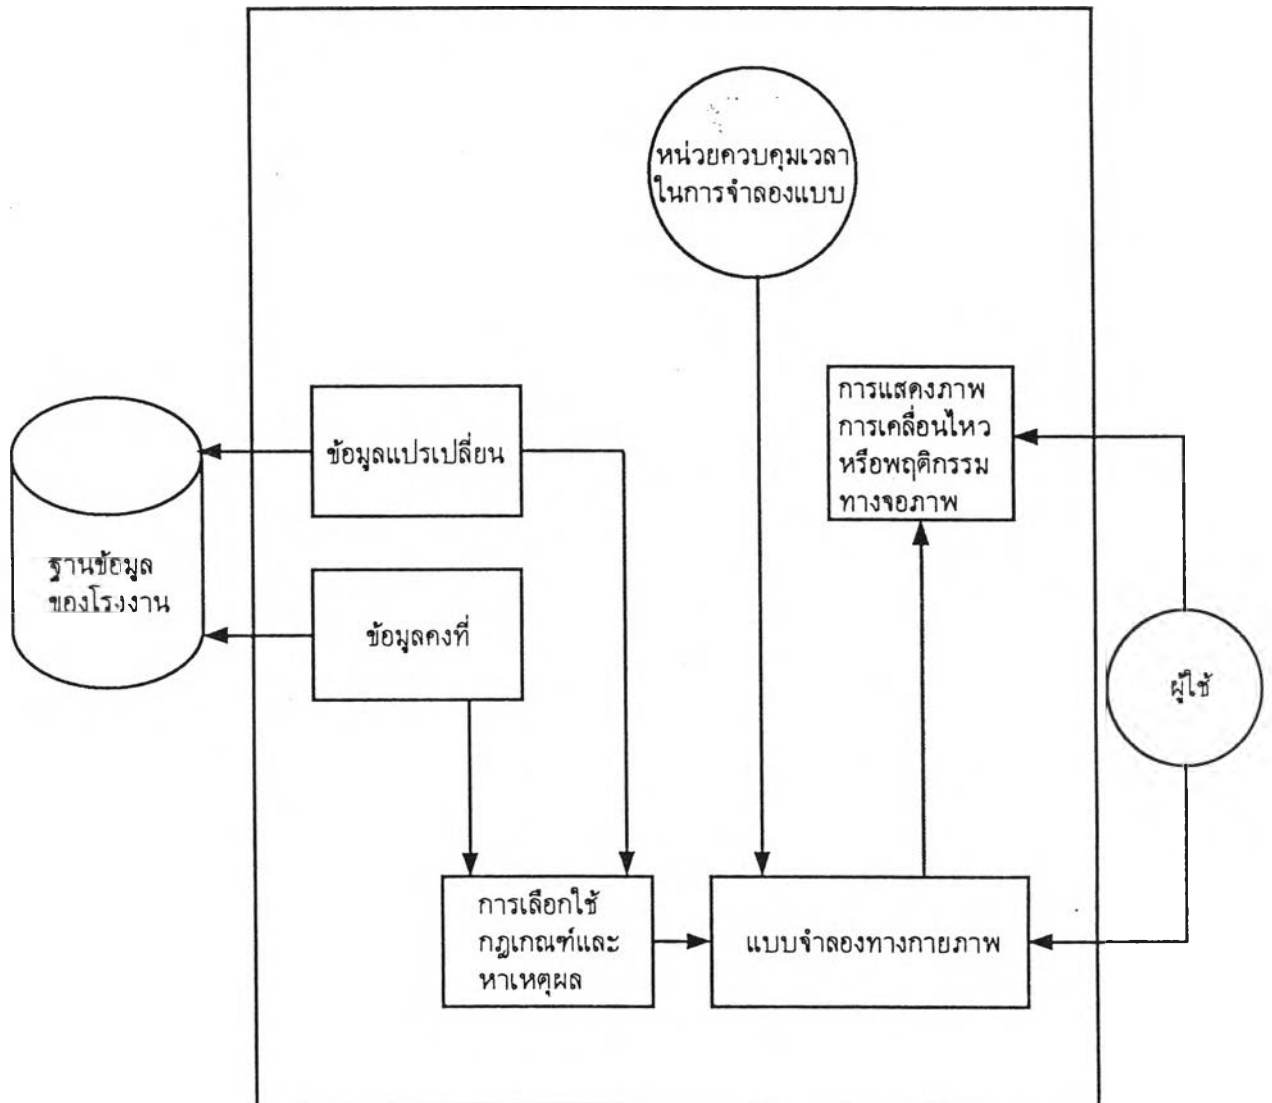 หน่วยควบคุมเวลา
ในการจำลองแบบ
การแสดงภาพ
การเคลื่อนไหว
หรือพฤติกรรม
ทางจอภาพ
ข้อมูลแปรเปลี่ยน
ฐานข้อมูล
ของโรงงาน
ข้อมูลคงที่
ผู้ใช้
การเลือกใช้
กฎเกณฑ์และ
หาเหตุผล
แบบจำลองทางกายภาพ